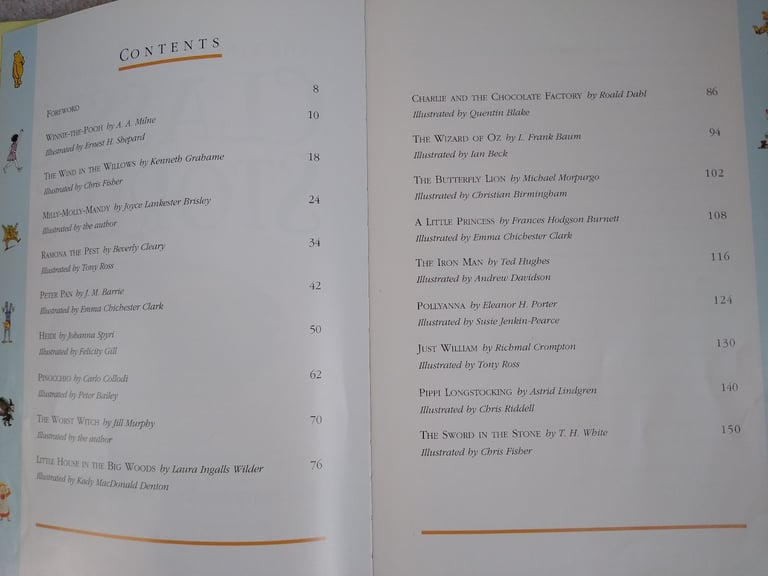 CONTENTS
FOREWORD 8
WINNIE-THE-POOH by A. A. Milne 10
Illustrated by Ernest H. Shepard
THE WIND IN THE WILLOWS by Kenneth Grahame 18
Illustrated by Chris Fisher
MILLY-MOLLY-MANDY by Joyce Lankester Brisley 24
Illustrated by the author
RAMONA THE PEST by Beverly Cleary 34
Illustrated by Tony Ross
PETER PAN by J. M. Barrie 42
Illustrated by Emma Chichester Clark
HEIDI by Johanna Spyri 50
Illustrated by Felicity Gill
PINOCCHIO by Carlo Collodi 62
Illustrated by Peter Bailey
THE WORST WITCH by Jill Murphy 70
Illustrated by the author
LITTLE HOUSE IN THE BIG WOODS by Laura Ingalls Wilder 76
Illustrated by Kady MacDonald Denton
CHARLIE AND THE CHOCOLATE FACTORY by Roald Dahl 86
Illustrated by Quentin Blake
THE WIZARD OF OZ by L. Frank Baum 94
Illustrated by Ian Beck
THE BUTTERFLY LION by Michael Morpurgo 102
Illustrated by Christian Birmingham
A LITTLE PRINCESS by Frances Hodgson Burnett 108
Illustrated by Emma Chichester Clark
THE IRON MAN by Ted Hughes 116
Illustrated by Andrew Davidson
POLLYANNA by Eleanor H. Porter 124
Illustrated by Susie Jenkin-Pearce
JUST WILLIAM by Richmal Crompton 130
Illustrated by Tony Ross
PIPPI LONGSTOCKING by Astrid Lindgren 140
Illustrated by Chris Riddell
THE SWORD IN THE STONE by T. H. White 150
Illustrated by Chris Fisher